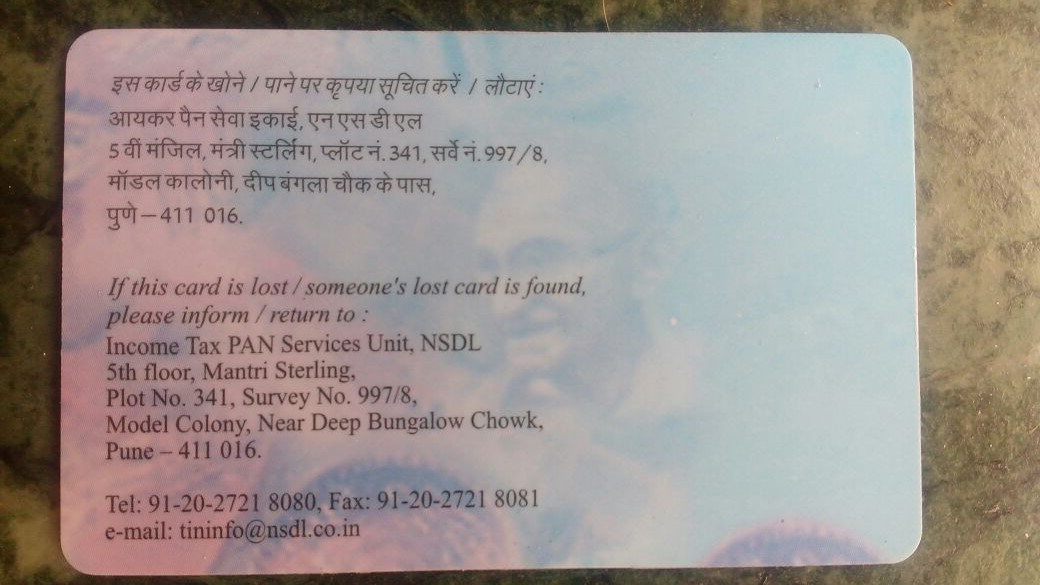 इस कार्ड के खोने / पाने पर कृपया सूचित करें / लौटाएं :
आयकर पैन सेवा इकाई, एन एस डी एल
5 वीं मंजिल, मंत्री स्टर्लिंग, प्लॉट नं. 341, सर्वे नं. 997/8,
मॉडल कालोनी, दीप बंगला चौक के पास,
पुणे – 411 016.
If this card is lost / someone's lost card is found,
please inform / return to :
Income Tax PAN Services Unit, NSDL
5th floor, Mantri Sterling,
Plot No. 341, Survey No. 997/8,
Model Colony, Near Deep Bungalow Chowk,
Pune – 411 016.
Tel: 91-20-2721 8080, Fax: 91-20-2721 8081
e-mail: tininfo@nsdl.co.in